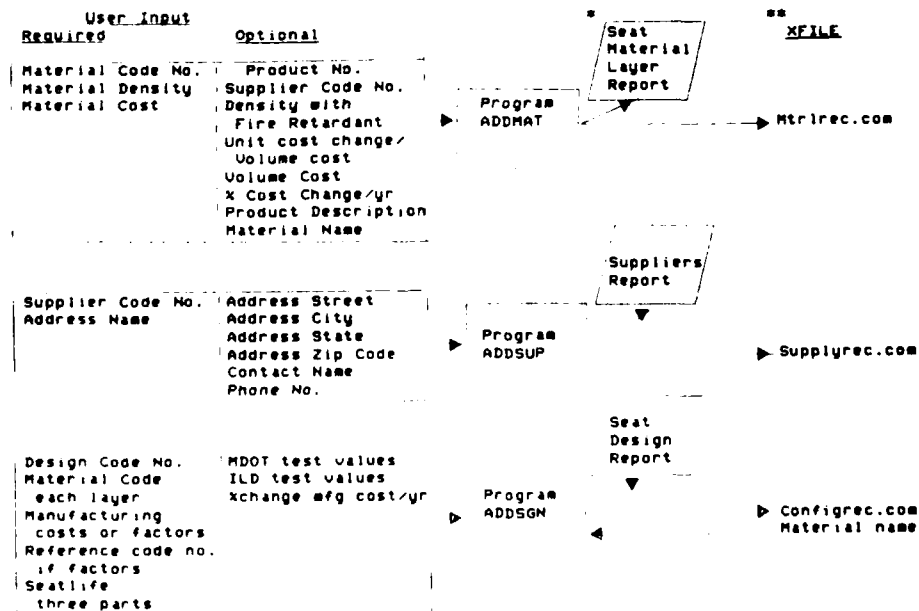 User Input
Required Optional
* **
XFILE
Seat
Material
Layer
Report
Material Code No.
Material Density
Material Cost
Product No.
Supplier Code No.
Density with
Fire Retardant
Unit cost change/
Volume cost
Volume Cost
% Cost Change/yr
Product Description
Material Name
Program
ADDMAT
Mtrlrec.com
Suppliers
Report
Supplier Code No.
Address Name
Address Street
Address City
Address State
Address Zip Code
Contact Name
Phone No.
Program
ADDSUP
Supplyrec.com
Seat
Design
Report
Design Code No.
Material Code
each layer
Manufacturing
costs or factors
Reference code no.
if factors
Seatlife
three parts
MDOT test values
ILD test values
%change mfg cost/yr
Program
ADDSGN
Configrec.com
Material name